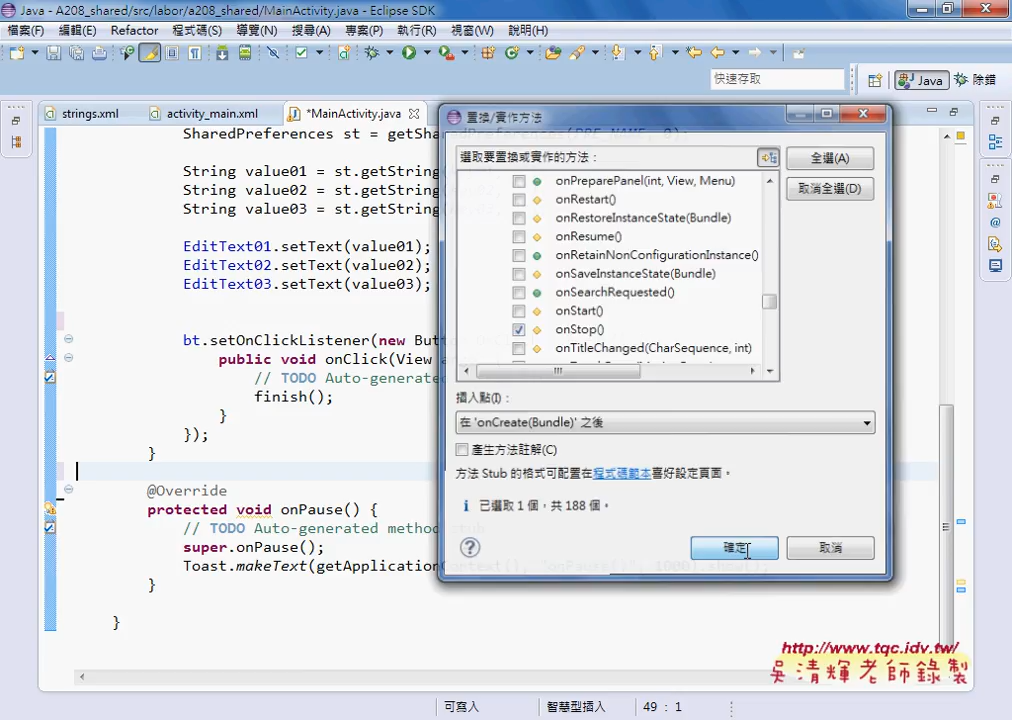 Java - A208_shared/src/labor/a208_shared/MainActivity.java - Eclipse SDK
檔案(F) 編輯(E) Refactor 程式碼(S) 導覽(N) 搜尋(A) 專案(P) 執行(R) 視窗(W) 說明(H)
快速存取
Java
除錯
strings.xml
activity_main.xml
*MainActivity.java
SharedPreferences st = getSharedPreferences(PRE_NAME, 0);
String value01 = st.getString(
String value02 = st.getString(
String value03 = st.getString(
EditText01.setText(value01);
EditText02.setText(value02);
EditText03.setText(value03);
bt.setOnClickListener(new Button
public void onClick(View
// TODO Auto-generated
finish();
}
});
}
@Override
protected void onPause() {
// TODO Auto-generated method stub
super.onPause();
Toast.makeText(getApplicationContext(), "onPause()", 1000).show();
}
}
置換/實作方法
選取要置換或實作的方法：
全選(A)
取消全選(D)
onPreparePanel(int, View, Menu)
onRestart()
onRestoreInstanceState(Bundle)
onResume()
onRetainNonConfigurationInstance()
onSaveInstanceState(Bundle)
onSearchRequested()
onStart()
onStop()
onTitleChanged(CharSequence, int)
插入點(I)：
在 'onCreate(Bundle)' 之後
產生方法註解(C)
方法 Stub 的格式可配置在程式碼範本喜好設定頁面。
已選取 1 個，共 188 個。
確定
取消
http://www.tqc.idv.tw/
吳清輝老師錄製
可寫入
智慧型插入
49 : 1